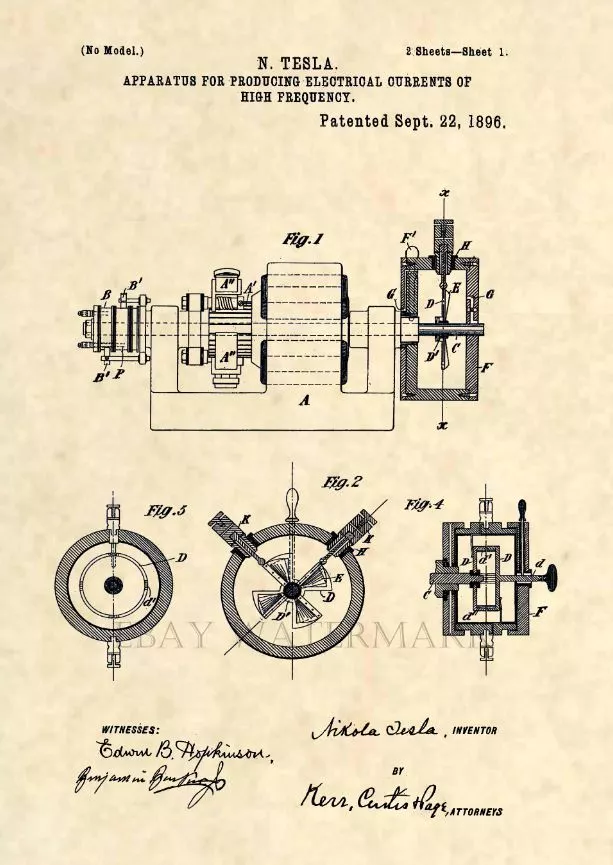 (No Model.)
2 Sheets—Sheet 1.
N. TESLA.
APPARATUS FOR PRODUCING ELECTRICAL CURRENTS OF
HIGH FREQUENCY.
Patented Sept. 22, 1896.
x
Fig. 1
F' H
B' A" A' D E G
B G
A" D' C
B' P F
A
x
Fig. 2
Fig. 5 K K Fig. 4
D H D d' D d
E
d" D C
D' d' F
EBAY WATERMARK
WITNESSES:
Edwin B. Hopkinson,
Benjamin
Nikola Tesla, INVENTOR
BY
Kerr, Curtis & Page, ATTORNEYS